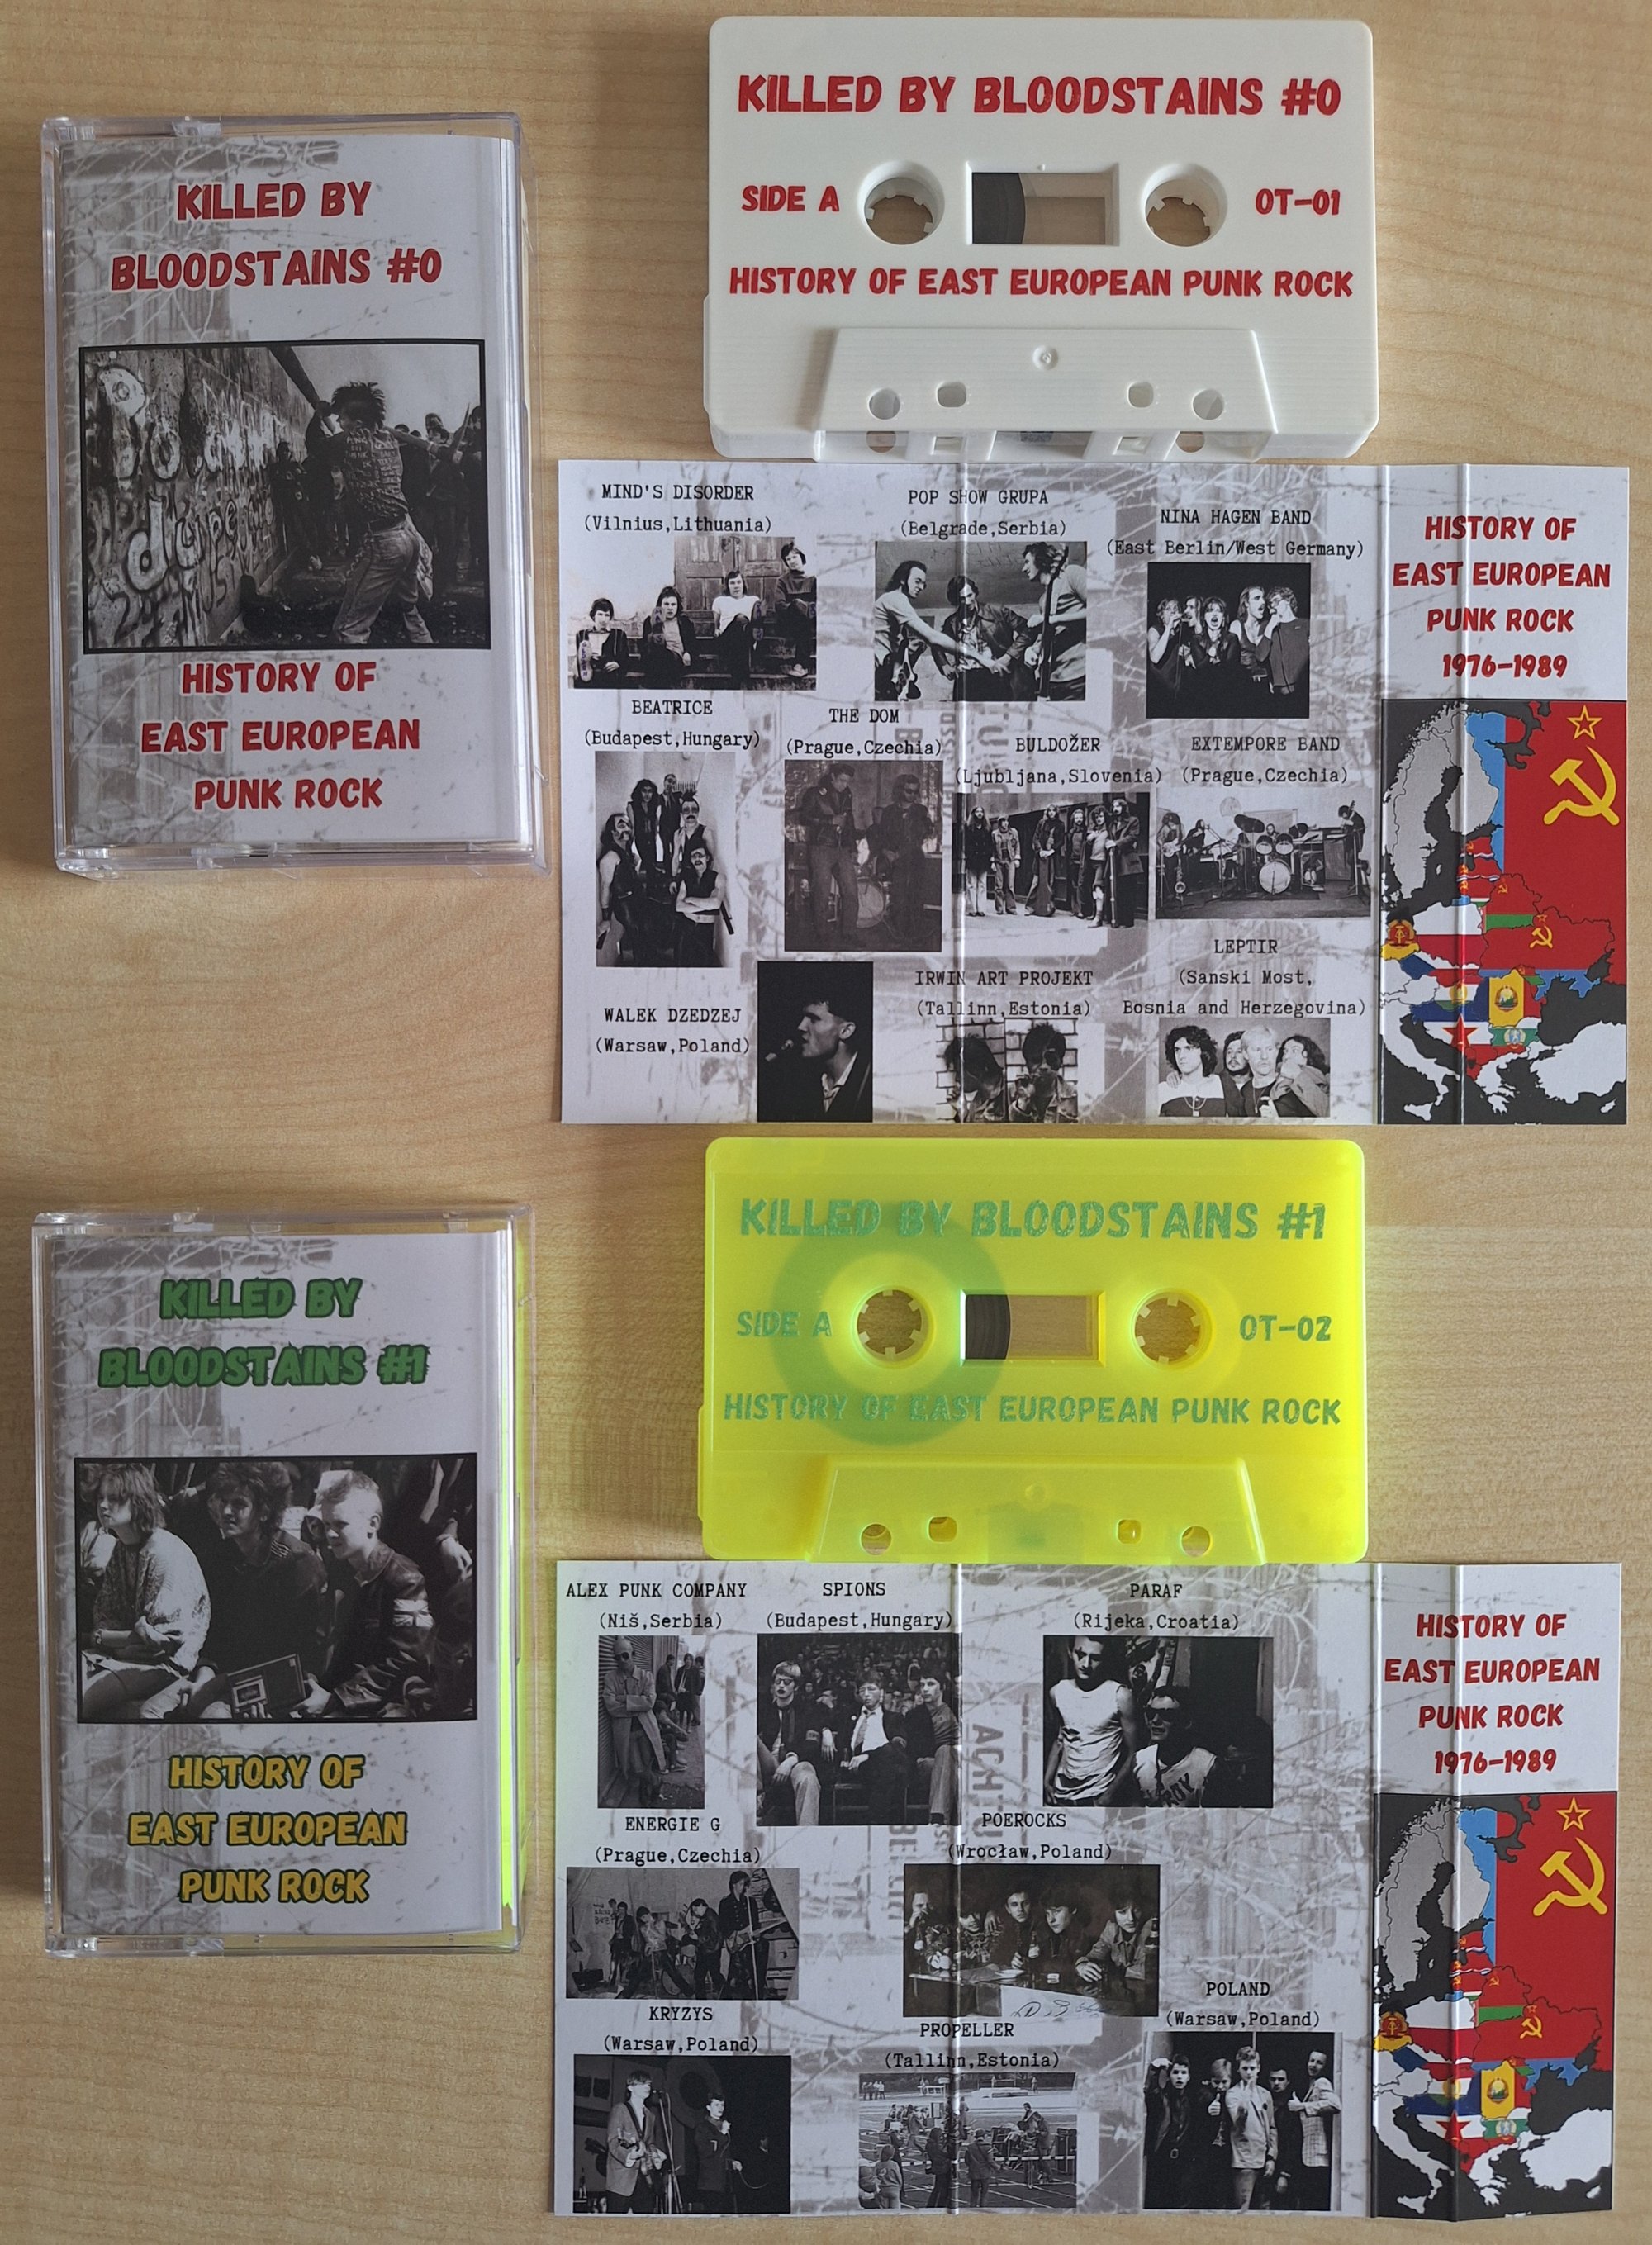 KILLED BY
BLOODSTAINS #0
HISTORY OF
EAST EUROPEAN
PUNK ROCK
KILLED BY BLOODSTAINS #0
SIDE A
OT-01
HISTORY OF EAST EUROPEAN PUNK ROCK
MIND'S DISORDER
(Vilnius,Lithuania)
POP SHOW GRUPA
(Belgrade,Serbia)
NINA HAGEN BAND
(East Berlin/West Germany)
BEATRICE
(Budapest,Hungary)
THE DOM
(Prague,Czechia)
BULDOŽER
(Ljubljana,Slovenia)
EXTEMPORE BAND
(Prague,Czechia)
WALEK DZEDZEJ
(Warsaw,Poland)
IRWIN ART PROJEKT
(Tallinn,Estonia)
LEPTIR
(Sanski Most,
Bosnia and Herzegovina)
HISTORY OF
EAST EUROPEAN
PUNK ROCK
1976-1989
KILLED BY
BLOODSTAINS #1
HISTORY OF
EAST EUROPEAN
PUNK ROCK
KILLED BY BLOODSTAINS #1
SIDE A
OT-02
HISTORY OF EAST EUROPEAN PUNK ROCK
ALEX PUNK COMPANY
(Niš,Serbia)
SPIONS
(Budapest,Hungary)
PARAF
(Rijeka,Croatia)
ENERGIE G
(Prague,Czechia)
POEROCKS
(Wrocław,Poland)
KRYZYS
(Warsaw,Poland)
PROPELLER
(Tallinn,Estonia)
POLAND
(Warsaw,Poland)
HISTORY OF
EAST EUROPEAN
PUNK ROCK
1976-1989